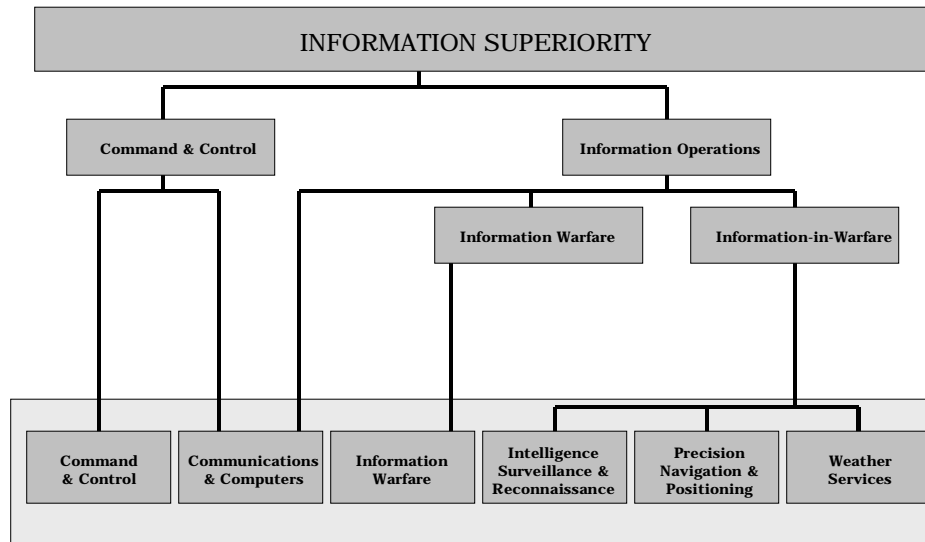 INFORMATION SUPERIORITY
Command & Control
Information Operations
Information Warfare
Information-in-Warfare
Command
& Control
Communications
& Computers
Information
Warfare
Intelligence
Surveillance &
Reconnaissance
Precision
Navigation &
Positioning
Weather
Services